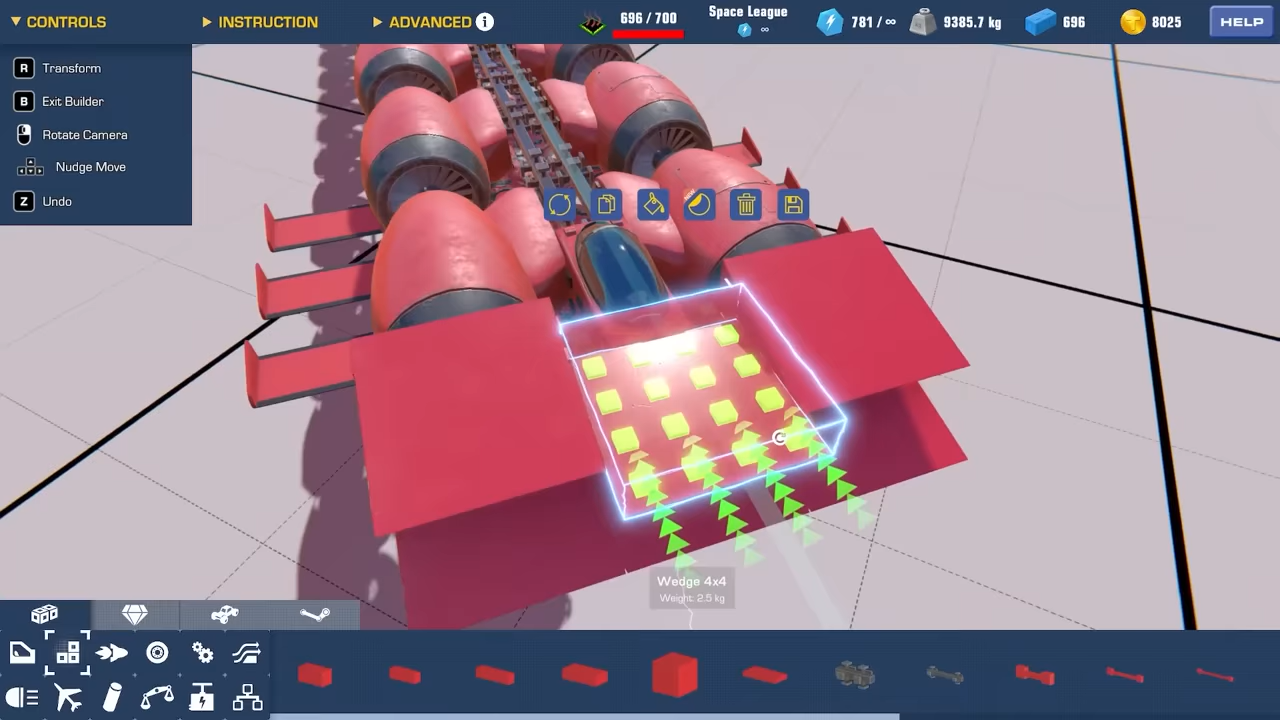 CONTROLS
INSTRUCTION
ADVANCED i
696 / 700
Space League
∞
781 / ∞
9385.7 kg
696
8025
HELP
R Transform
B Exit Builder
Rotate Camera
Nudge Move
Z Undo
Wedge 4x4
Weight: 2.5 kg